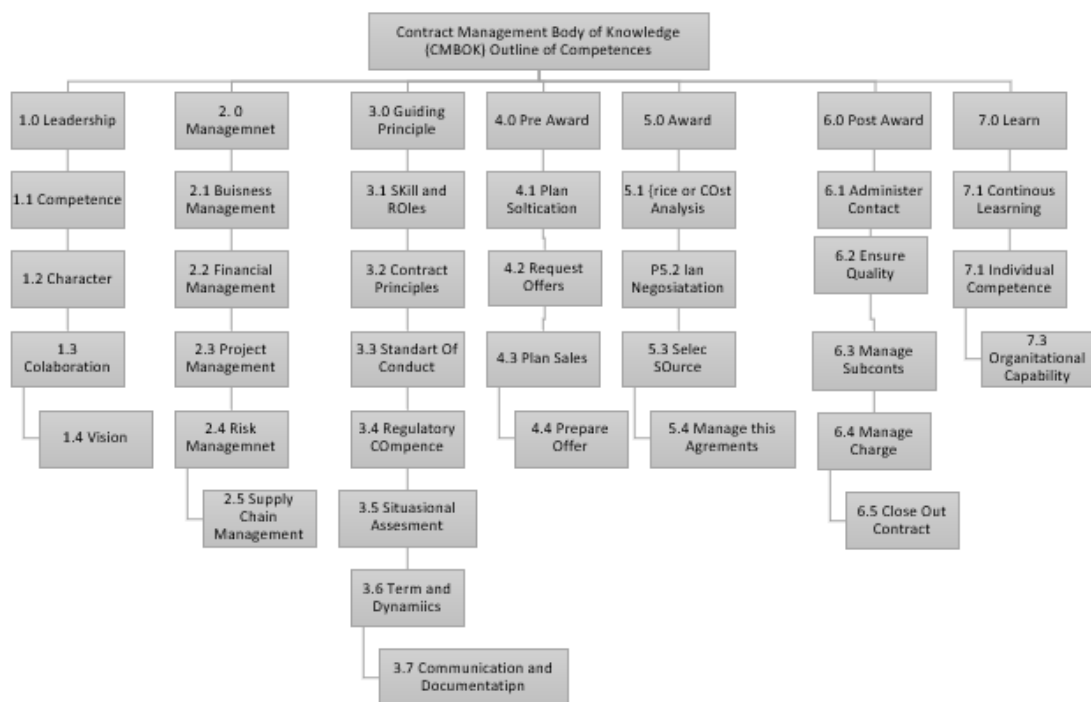 Contract Management Body of Knowledge
(CMBOK) Outline of Competences
1.0 Leadership
1.1 Competence
1.2 Character
1.3
Colaboration
1.4 Vision
2. 0
Managemnet
2.1 Buisness
Management
2.2 Financial
Management
2.3 Project
Management
2.4 Risk
Managemnet
2.5 Supply
Chain
Management
3.0 Guiding
Principle
3.1 SKill and
ROles
3.2 Contract
Principles
3.3 Standart Of
Conduct
3.4 Regulatory
COmpence
3.5 Situasional
Assesment
3.6 Term and
Dynamiics
3.7 Communication and
Documentatipn
4.0 Pre Award
4.1 Plan
Soltication
4.2 Request
Offers
4.3 Plan Sales
4.4 Prepare
Offer
5.0 Award
5.1 {rice or COst
Analysis
P5.2 lan
Negosiatation
5.3 Selec
SOurce
5.4 Manage this
Agrements
6.0 Post Award
6.1 Administer
Contact
6.2 Ensure
Quality
6.3 Manage
Subconts
6.4 Manage
Charge
6.5 Close Out
Contract
7.0 Learn
7.1 Continous
Leasrning
7.1 Individual
Competence
7.3
Organitational
Capability